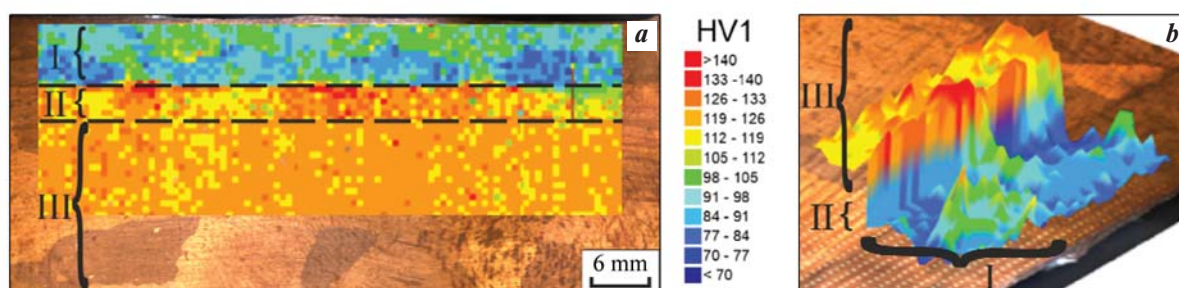 a
I
II
III
6 mm
HV1
>140
133 - 140
126 - 133
119 - 126
112 - 119
105 - 112
98 - 105
91 - 98
84 - 91
77 - 84
70 - 77
< 70
b
III
II
I